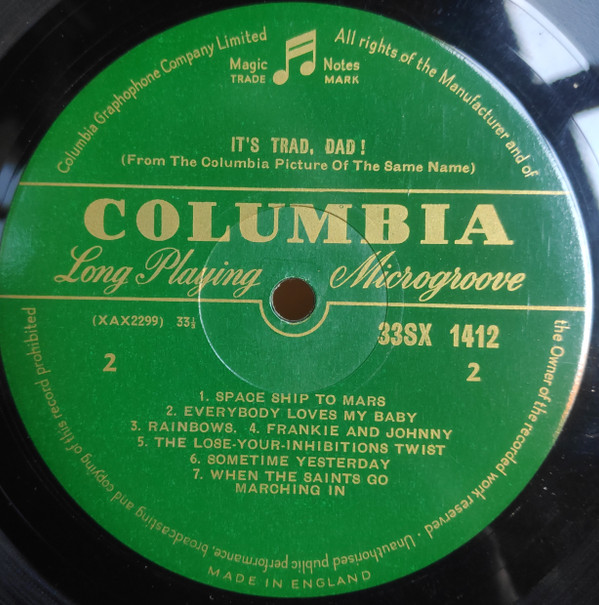 Columbia Graphophone Company Limited
All rights of the Manufacturer and of
the Owner of the recorded work reserved · Unauthorised public performance, broadcasting and copying of this record prohibited
Magic Notes
TRADE MARK
IT'S TRAD, DAD!
(From The Columbia Picture Of The Same Name)
COLUMBIA
Long Playing Microgroove
(XAX2299) 33⅓
33SX 1412
2 2
1. SPACE SHIP TO MARS
2. EVERYBODY LOVES MY BABY
3. RAINBOWS. 4. FRANKIE AND JOHNNY
5. THE LOSE-YOUR-INHIBITIONS TWIST
6. SOMETIME YESTERDAY
7. WHEN THE SAINTS GO
MARCHING IN
MADE IN ENGLAND